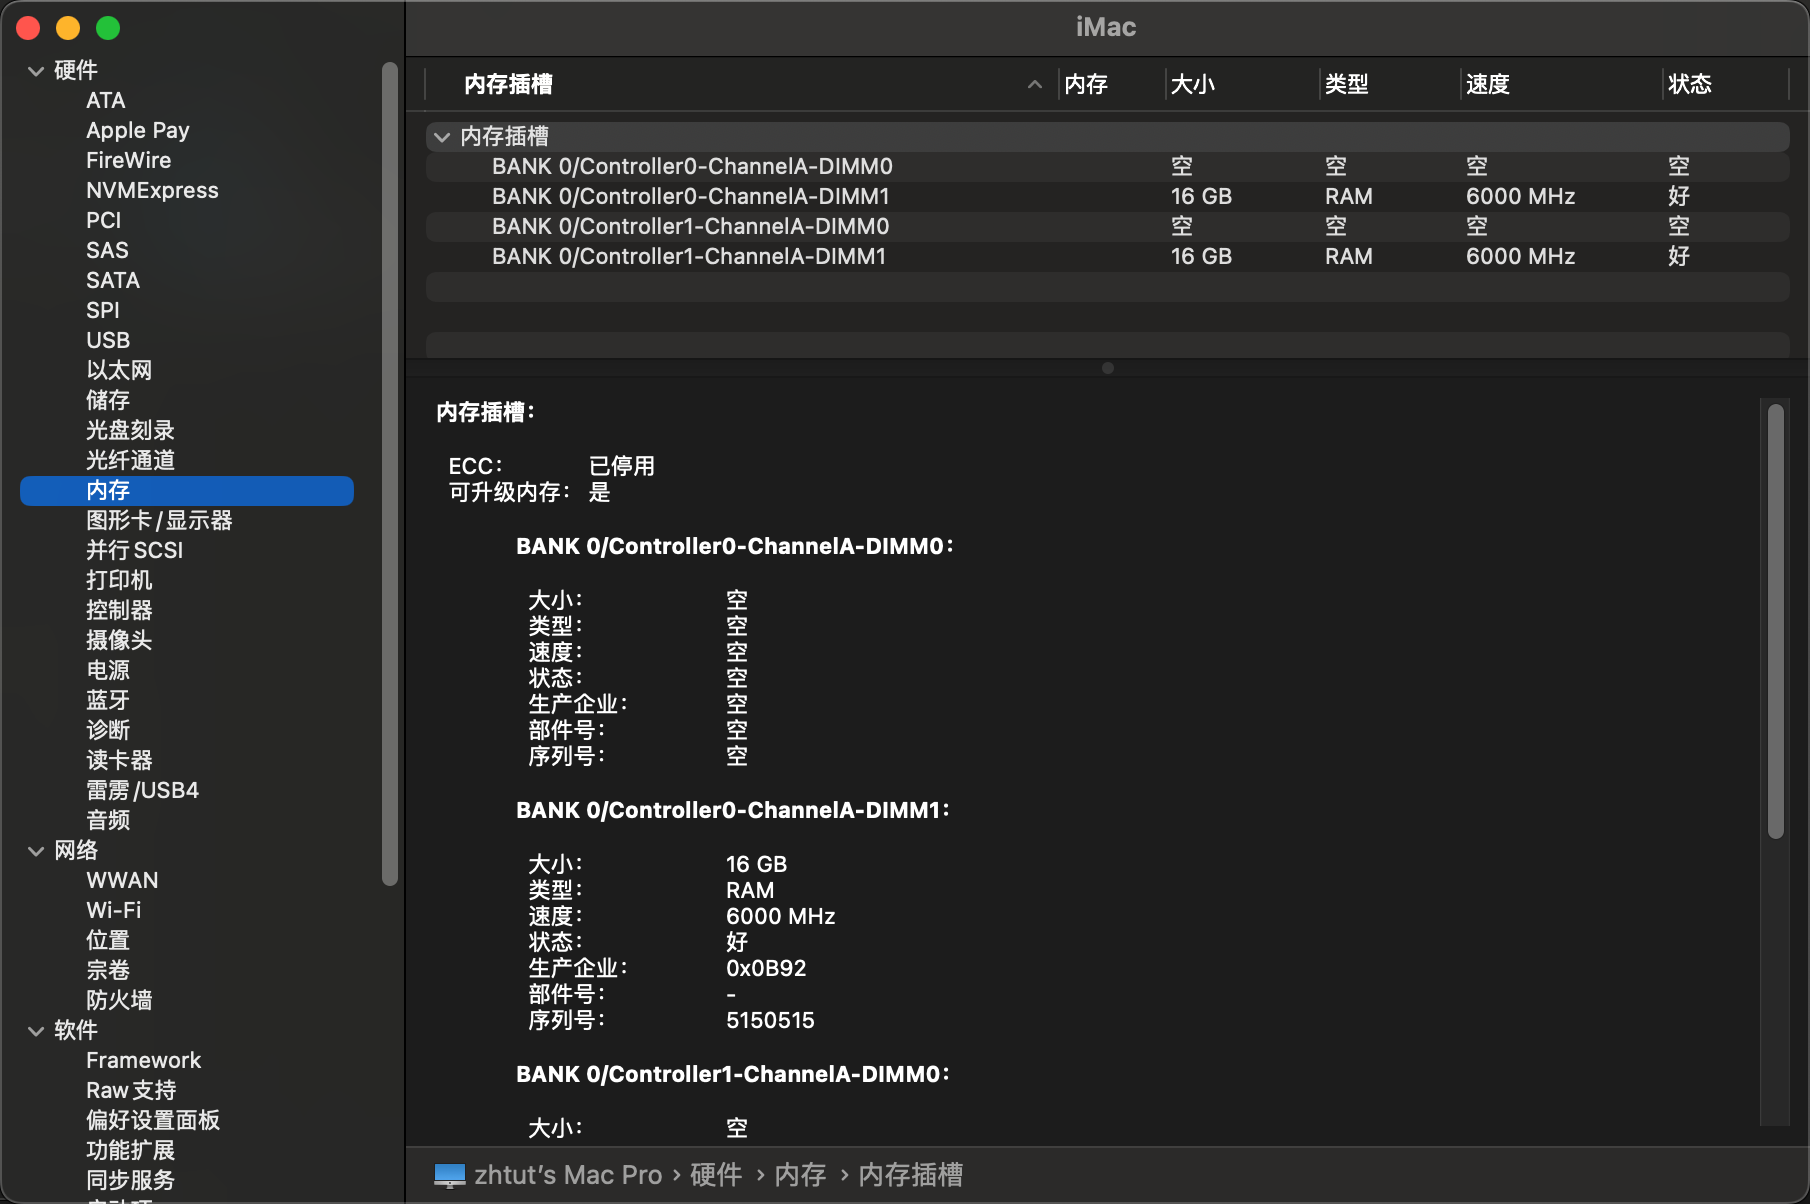 iMac
硬件
ATA
Apple Pay
FireWire
NVMExpress
PCI
SAS
SATA
SPI
USB
以太网
储存
光盘刻录
光纤通道
内存
图形卡/显示器
并行SCSI
打印机
控制器
摄像头
电源
蓝牙
诊断
读卡器
雷雳/USB4
音频
网络
WWAN
Wi-Fi
位置
宗卷
防火墙
软件
Framework
Raw支持
偏好设置面板
功能扩展
同步服务
内存插槽 内存 大小 类型 速度 状态
内存插槽
BANK 0/Controller0-ChannelA-DIMM0 空 空 空 空
BANK 0/Controller0-ChannelA-DIMM1 16 GB RAM 6000 MHz 好
BANK 0/Controller1-ChannelA-DIMM0 空 空 空 空
BANK 0/Controller1-ChannelA-DIMM1 16 GB RAM 6000 MHz 好
内存插槽：
ECC： 已停用
可升级内存： 是
BANK 0/Controller0-ChannelA-DIMM0：
大小： 空
类型： 空
速度： 空
状态： 空
生产企业： 空
部件号： 空
序列号： 空
BANK 0/Controller0-ChannelA-DIMM1：
大小： 16 GB
类型： RAM
速度： 6000 MHz
状态： 好
生产企业： 0x0B92
部件号： -
序列号： 5150515
BANK 0/Controller1-ChannelA-DIMM0：
大小： 空
zhtut’s Mac Pro › 硬件 › 内存 › 内存插槽